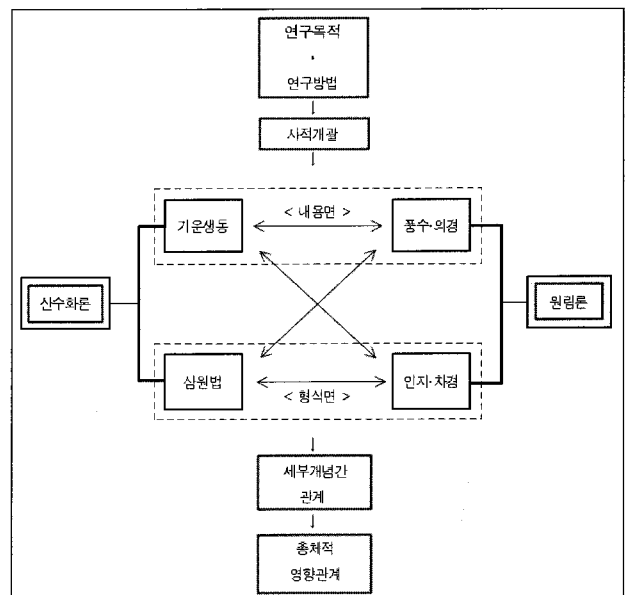 연구목적
·
연구방법
사적개괄
< 내용면 >
기운생동
풍수·의경
산수화론
원림론
삼원법
인지·차경
< 형식면 >
세부개념간
관계
총체적
영향관계